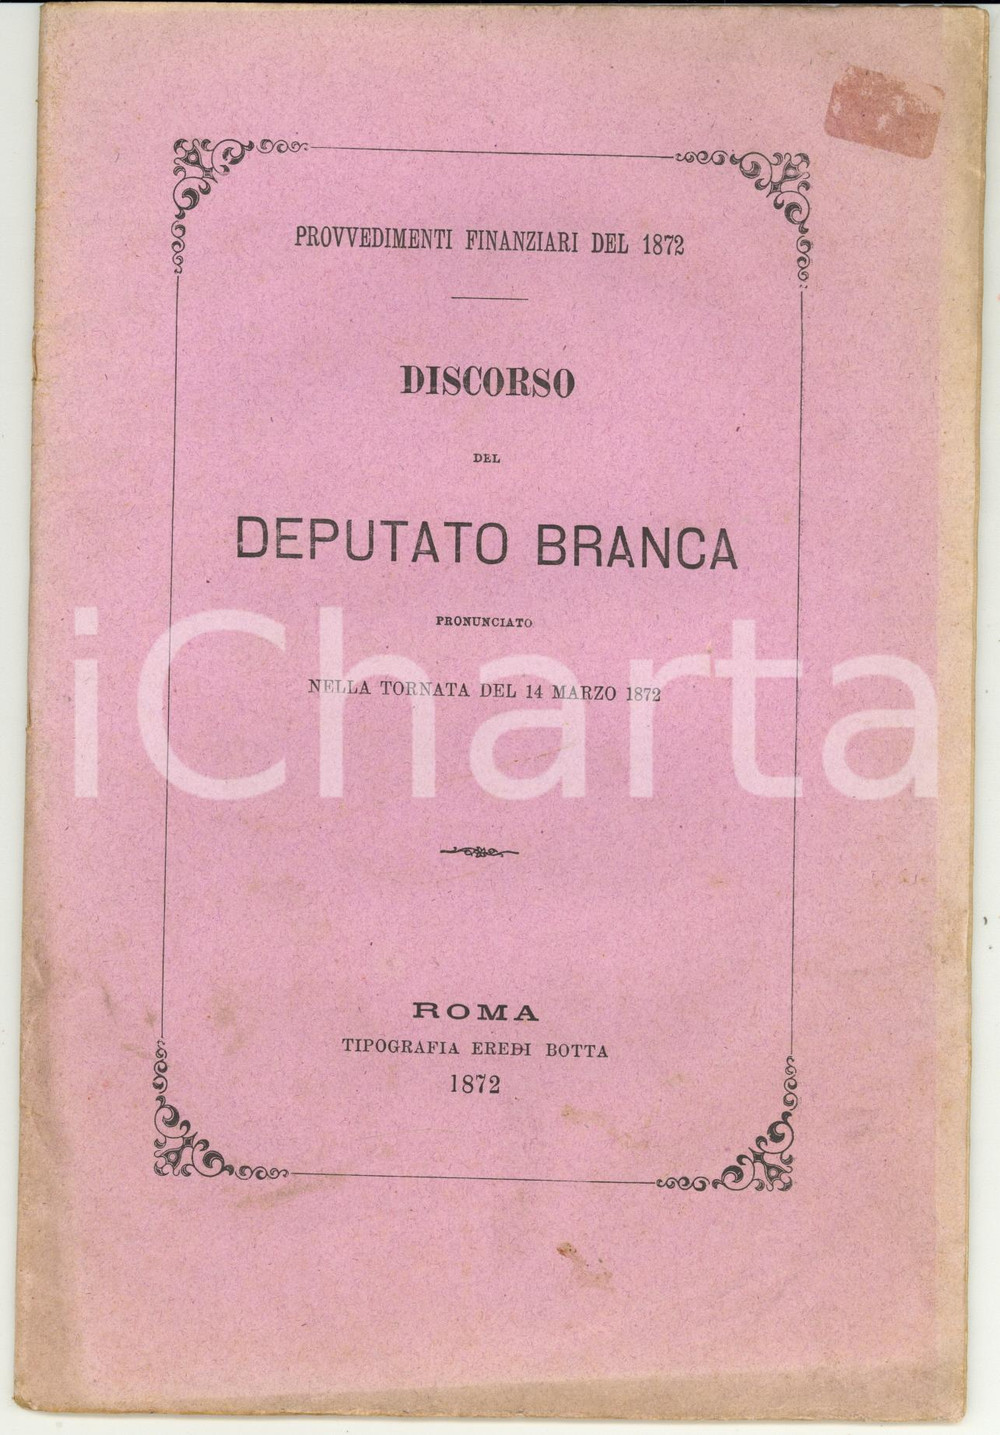 PROVVEDIMENTI FINANZIARI DEL 1872
DISCORSO
DEL
DEPUTATO BRANCA
PRONUNCIATO
NELLA TORNATA DEL 14 MARZO 1872
iCharta
ROMA
TIPOGRAFIA EREDI BOTTA
1872